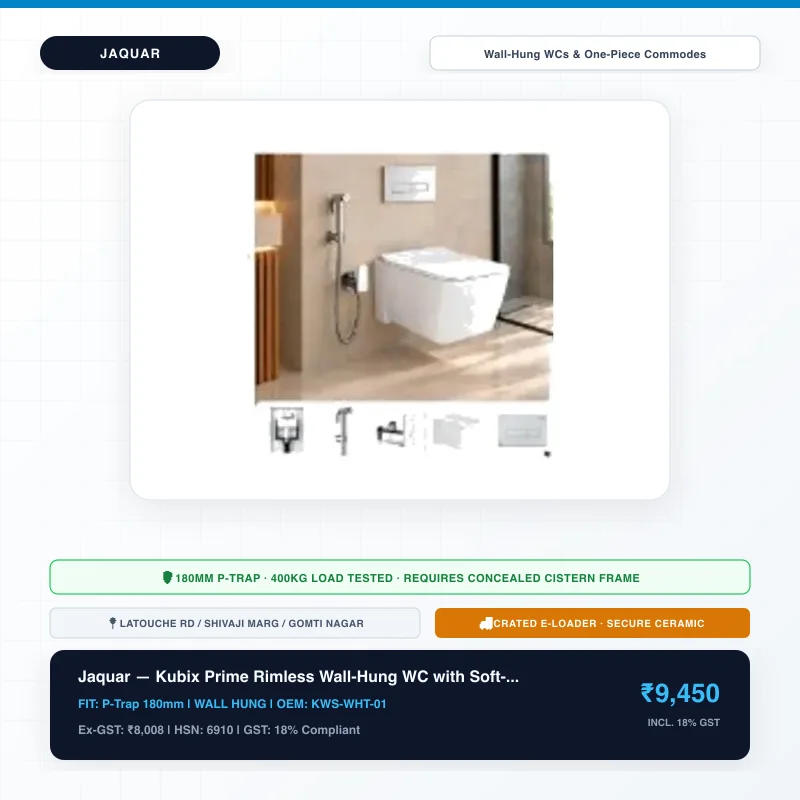 JAQUAR
Wall-Hung WCs & One-Piece Commodes
180MM P-TRAP · 400KG LOAD TESTED · REQUIRES CONCEALED CISTERN FRAME
LATOUCHE RD / SHIVAJI MARG / GOMTI NAGAR
CRATED E-LOADER · SECURE CERAMIC
Jaquar — Kubix Prime Rimless Wall-Hung WC with Soft-...
FIT: P-Trap 180mm | WALL HUNG | OEM: KWS-WHT-01
Ex-GST: ₹8,008 | HSN: 6910 | GST: 18% Compliant
₹9,450
INCL. 18% GST